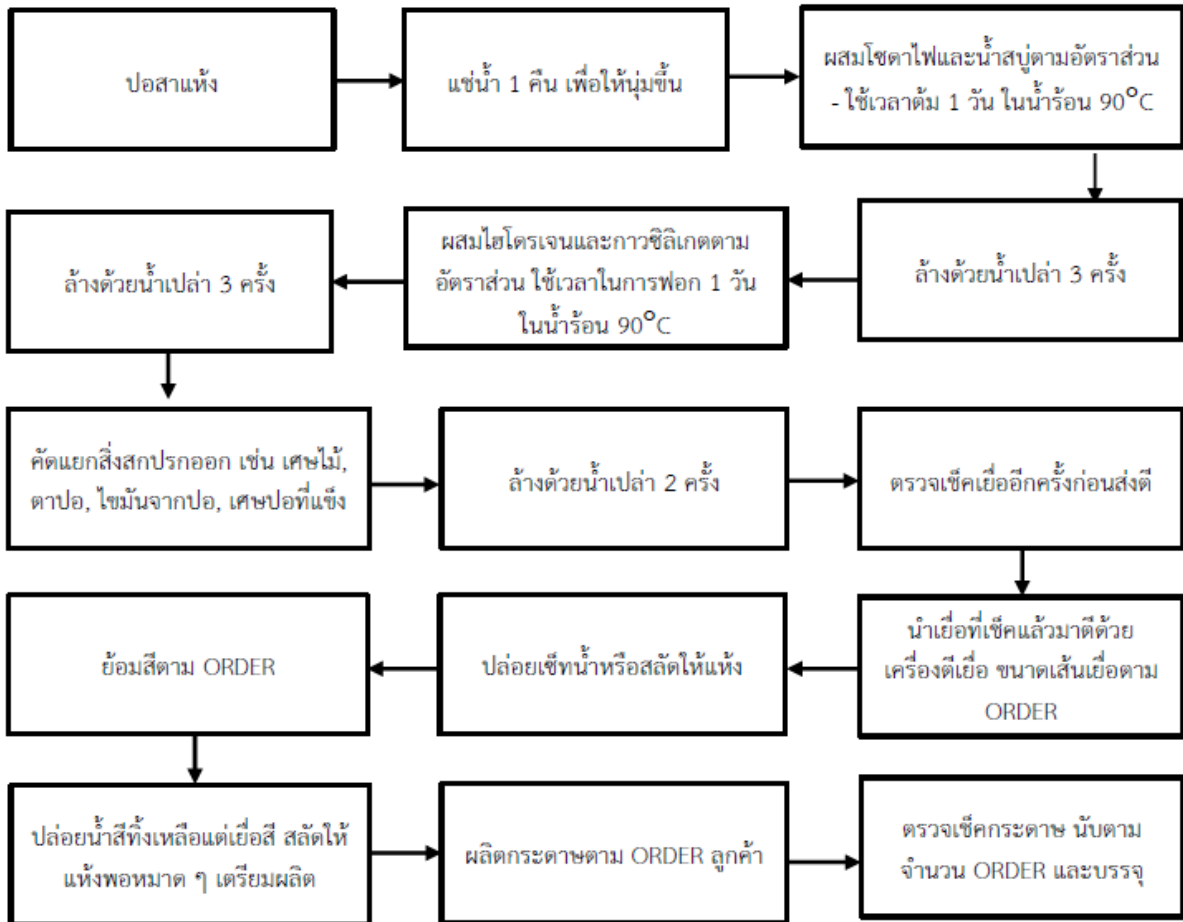 ปอสาแห้ง
แช่น้ำ 1 คืน เพื่อให้นุ่มขึ้น
ผสมโซดาไฟและน้ำสบู่ตามอัตราส่วน
- ใช้เวลาต้ม 1 วัน ในน้ำร้อน 90°C
ล้างด้วยน้ำเปล่า 3 ครั้ง
ผสมไฮโดรเจนและกาวซิลิเกตตาม
อัตราส่วน ใช้เวลาในการฟอก 1 วัน
ในน้ำร้อน 90°C
ล้างด้วยน้ำเปล่า 3 ครั้ง
คัดแยกสิ่งสกปรกออก เช่น เศษไม้,
ตาปอ, ไขมันจากปอ, เศษปอที่แข็ง
ล้างด้วยน้ำเปล่า 2 ครั้ง
ตรวจเช็คเยื่ออีกครั้งก่อนส่งตี
นำเยื่อที่เช็คแล้วมาตีด้วย
เครื่องตีเยื่อ ขนาดเส้นเยื่อตาม
ORDER
ปล่อยเซ็ทน้ำหรือสลัดให้แห้ง
ย้อมสีตาม ORDER
ปล่อยน้ำสีทิ้งเหลือแต่เยื่อสี สลัดให้
แห้งพอหมาด ๆ เตรียมผลิต
ผลิตกระดาษตาม ORDER ลูกค้า
ตรวจเช็คกระดาษ นับตาม
จำนวน ORDER และบรรจุ